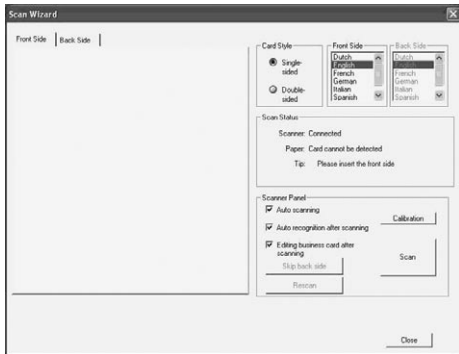 Scan Wizard
Front Side
Back Side
Card Style
Single-
sided
Double-
sided
Front Side
Dutch
English
French
German
Italian
Spanish
Back Side
Dutch
English
French
German
Italian
Spanish
Scan Status
Scanner: Connected
Paper: Card cannot be detected
Tip: Please insert the front side
Scanner Panel
Auto scanning
Auto recognition after scanning
Editing business card after
scanning
Skip back side
Rescan
Calibration
Scan
Close